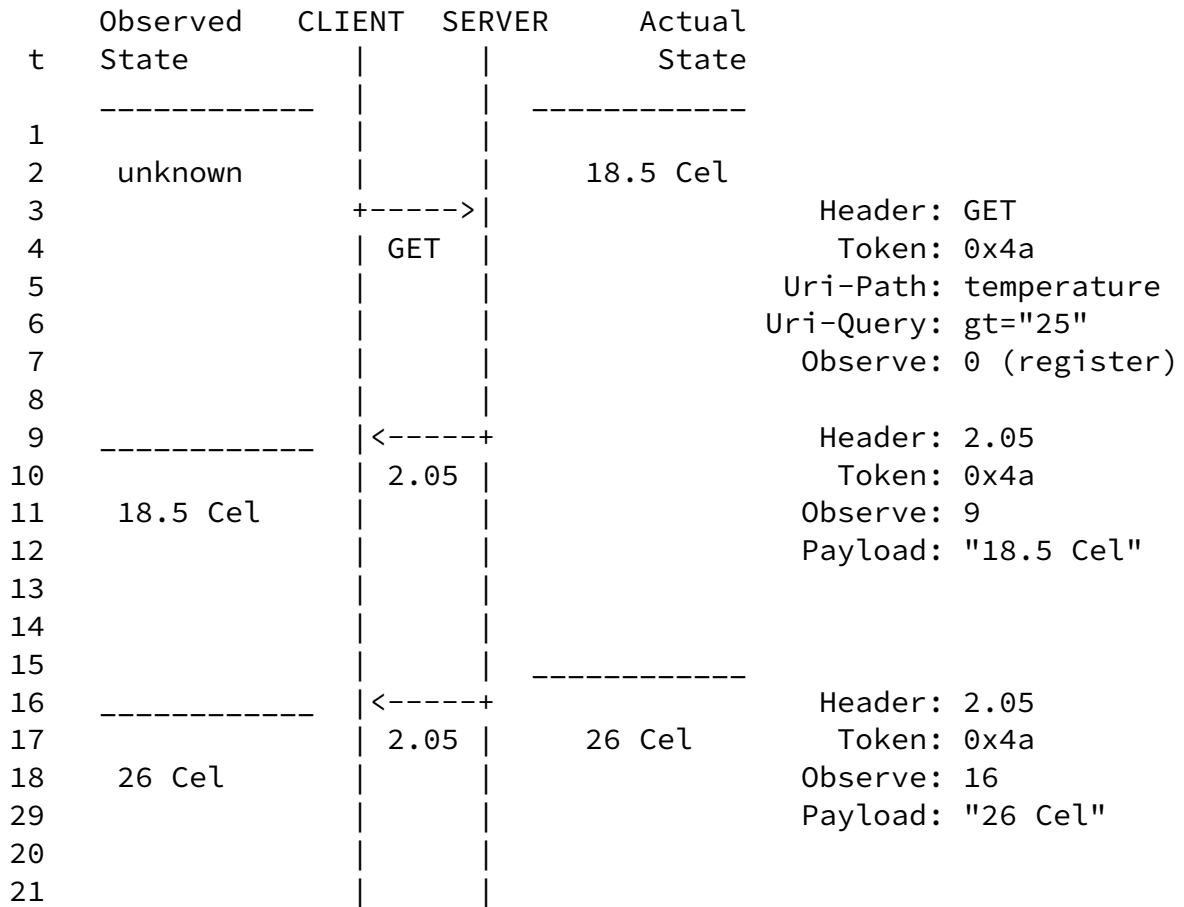 Observed   CLIENT  SERVER     Actual
 t   State         |      |         State
     ____________  |      |  ____________
 1                 |      |
 2    unknown      |      |     18.5 Cel
 3                 +----->|                  Header: GET
 4                 | GET  |                   Token: 0x4a
 5                 |      |                Uri-Path: temperature
 6                 |      |               Uri-Query: gt="25"
 7                 |      |                 Observe: 0 (register)
 8                 |      |
 9   ____________  |<-----+                  Header: 2.05
10                 | 2.05 |                   Token: 0x4a
11    18.5 Cel     |      |                 Observe: 9
12                 |      |                 Payload: "18.5 Cel"
13                 |      |
14                 |      |
15                 |      |  ____________
16   ____________  |<-----+                  Header: 2.05
17                 | 2.05 |     26 Cel        Token: 0x4a
18    26 Cel       |      |                 Observe: 16
29                 |      |                 Payload: "26 Cel"
20                 |      |
21                 |      |